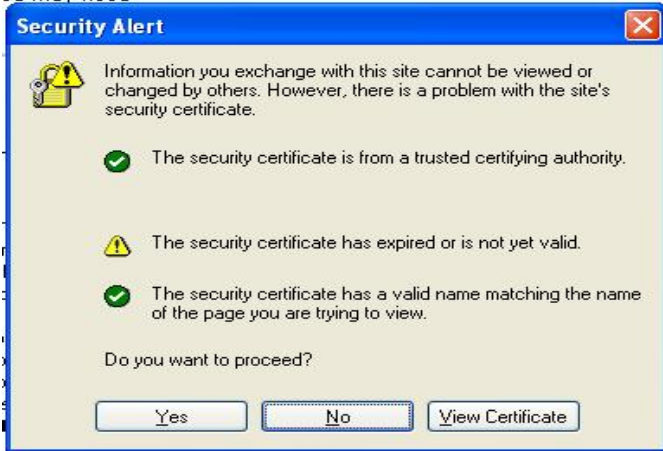 Security Alert
Information you exchange with this site cannot be viewed or
changed by others. However, there is a problem with the site's
security certificate.
The security certificate is from a trusted certifying authority.
The security certificate has expired or is not yet valid.
The security certificate has a valid name matching the name
of the page you are trying to view.
Do you want to proceed?
Yes No View Certificate